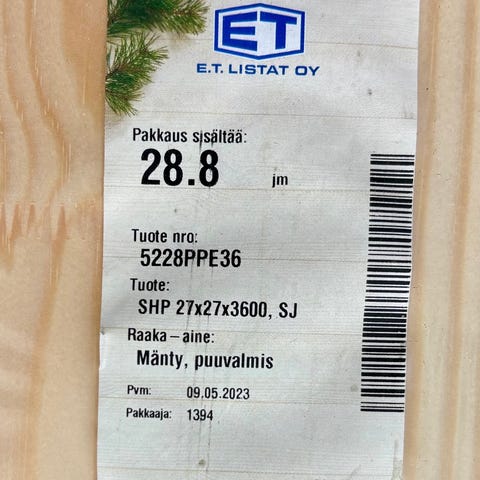 ET
E.T. LISTAT OY
Pakkaus sisältää:
28.8 jm
Tuote nro:
5228PPE36
Tuote:
SHP 27x27x3600, SJ
Raaka – aine:
Mänty, puuvalmis
Pvm: 09.05.2023
Pakkaaja: 1394